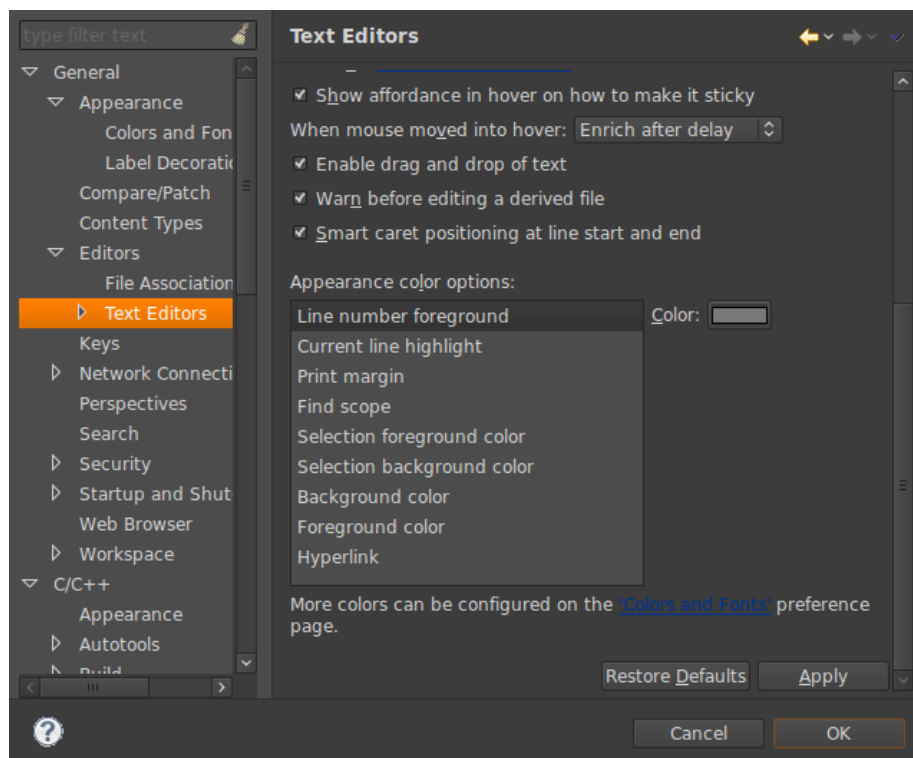 type filter text
General
Appearance
Colors and Fon
Label Decoratic
Compare/Patch
Content Types
Editors
File Association
Text Editors
Keys
Network Connecti
Perspectives
Search
Security
Startup and Shut
Web Browser
Workspace
C/C++
Appearance
Autotools
Build
Text Editors
Show affordance in hover on how to make it sticky
When mouse moved into hover: Enrich after delay
Enable drag and drop of text
Warn before editing a derived file
Smart caret positioning at line start and end
Appearance color options:
Line number foreground
Color:
Current line highlight
Print margin
Find scope
Selection foreground color
Selection background color
Background color
Foreground color
Hyperlink
More colors can be configured on the 'Colors and Fonts' preference
page.
Restore Defaults
Apply
Cancel
OK